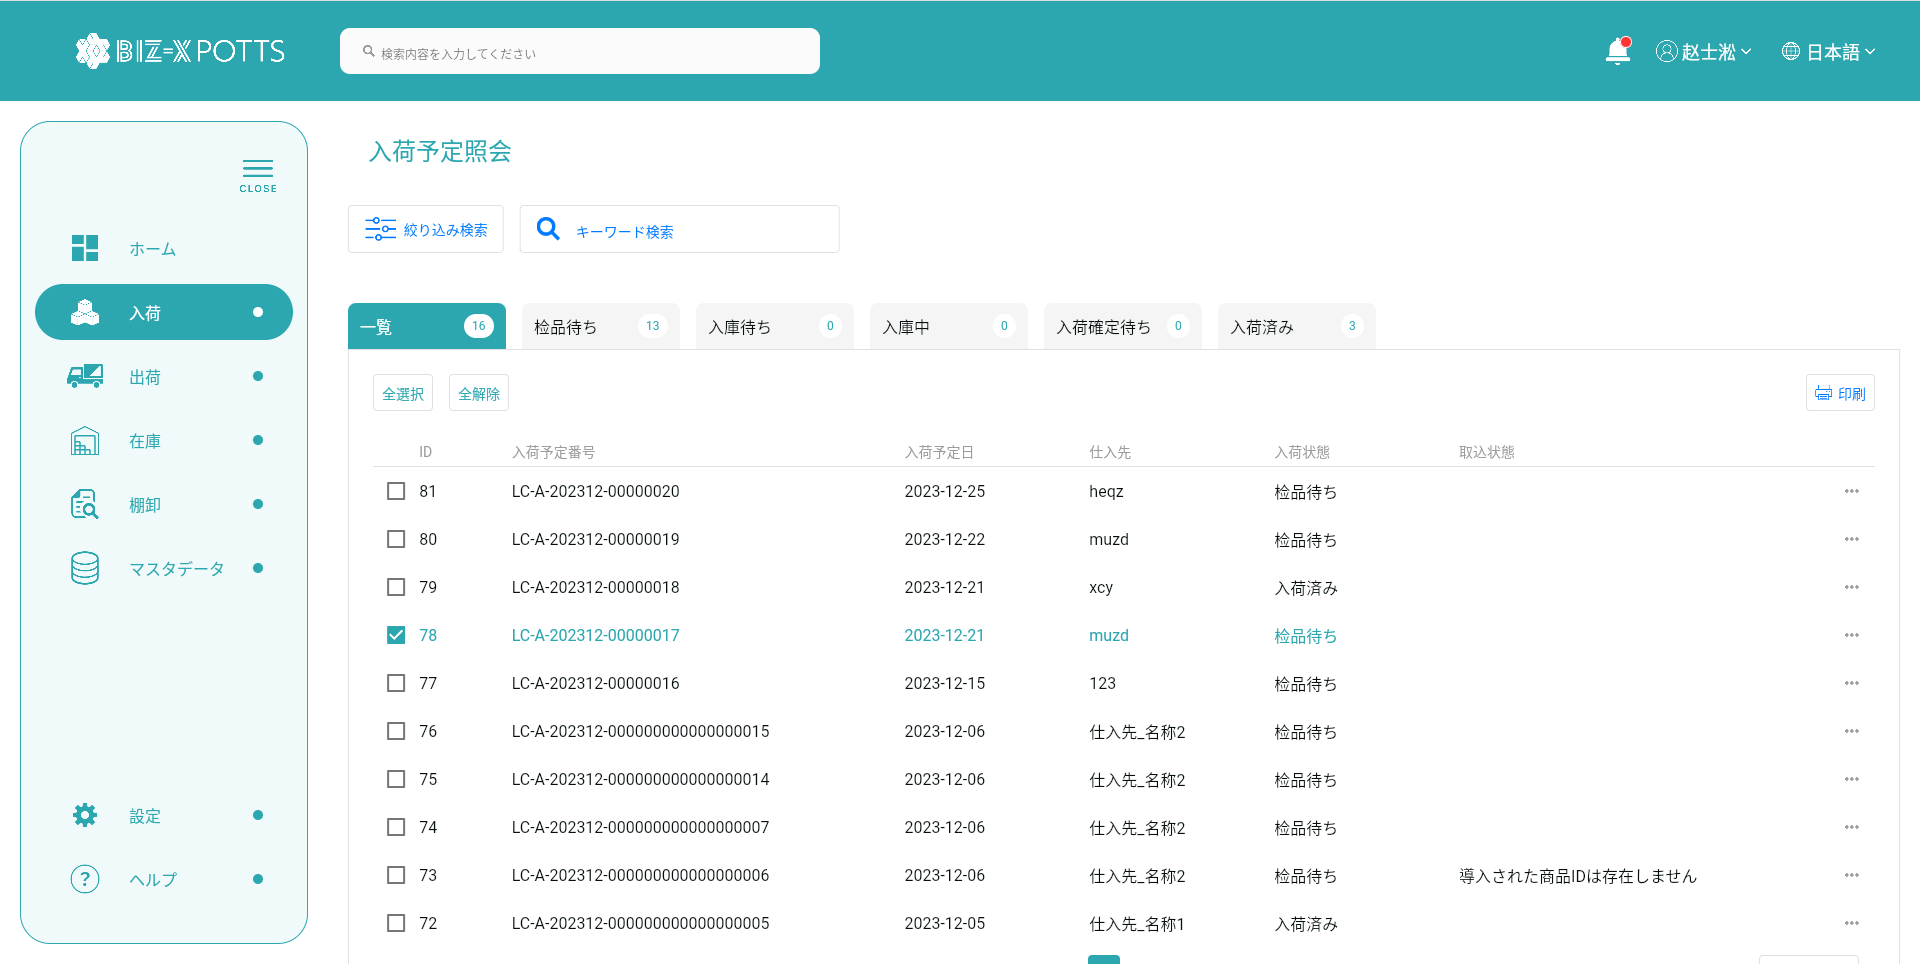 BIZ-X POTTS
検索内容を入力してください
赵士淞
日本語
CLOSE
ホーム
入荷
出荷
在庫
棚卸
マスタデータ
設定
? ヘルプ
入荷予定照会
絞り込み検索 キーワード検索
一覧 16 検品待ち 13 入庫待ち 0 入庫中 0 入荷確定待ち 0 入荷済み 3
全選択 全解除 印刷
ID 入荷予定番号 入荷予定日 仕入先 入荷状態 取込状態
81 LC-A-202312-00000020 2023-12-25 heqz 検品待ち
80 LC-A-202312-00000019 2023-12-22 muzd 検品待ち
79 LC-A-202312-00000018 2023-12-21 xcy 入荷済み
78 LC-A-202312-00000017 2023-12-21 muzd 検品待ち
77 LC-A-202312-00000016 2023-12-15 123 検品待ち
76 LC-A-202312-000000000000000015 2023-12-06 仕入先_名称2 検品待ち
75 LC-A-202312-000000000000000014 2023-12-06 仕入先_名称2 検品待ち
74 LC-A-202312-000000000000000007 2023-12-06 仕入先_名称2 検品待ち
73 LC-A-202312-000000000000000006 2023-12-06 仕入先_名称2 検品待ち 導入された商品IDは存在しません
72 LC-A-202312-000000000000000005 2023-12-05 仕入先_名称1 入荷済み